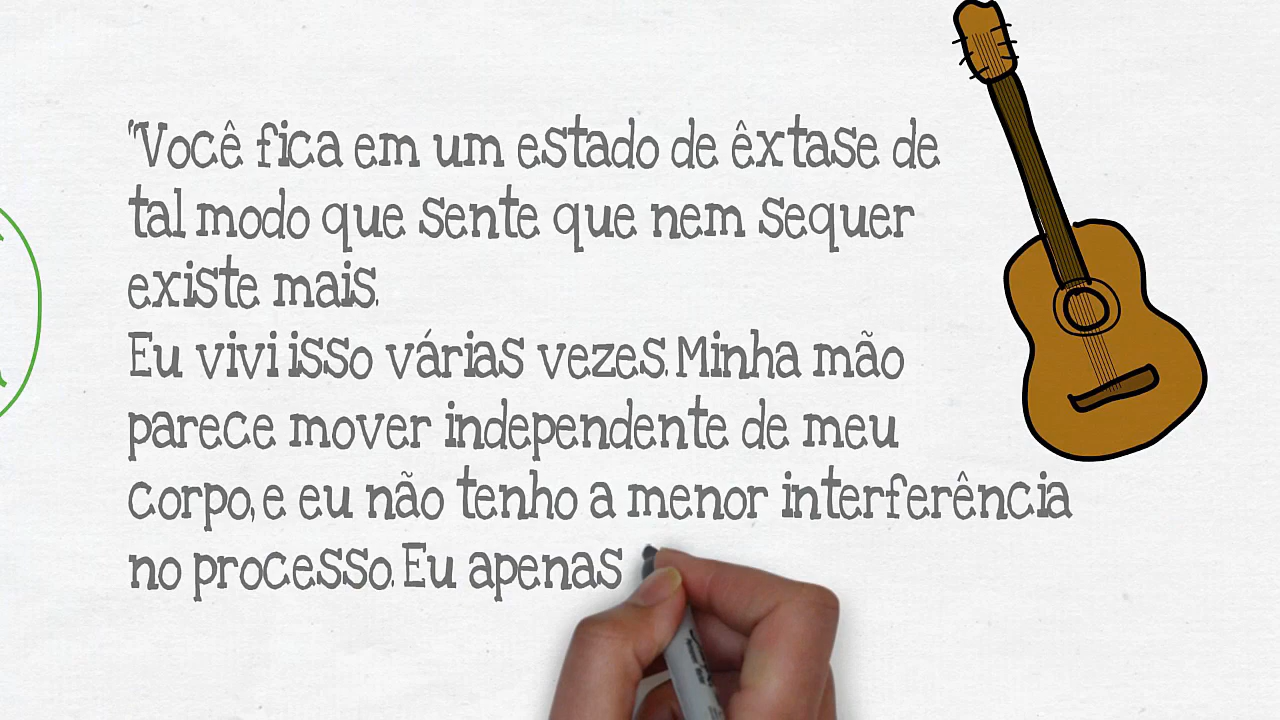 "Você fica em um estado de êxtase de
tal modo que sente que nem sequer
existe mais.
Eu vivi isso várias vezes. Minha mão
parece mover independente de meu
corpo, e eu não tenho a menor interferência
no processo. Eu apenas